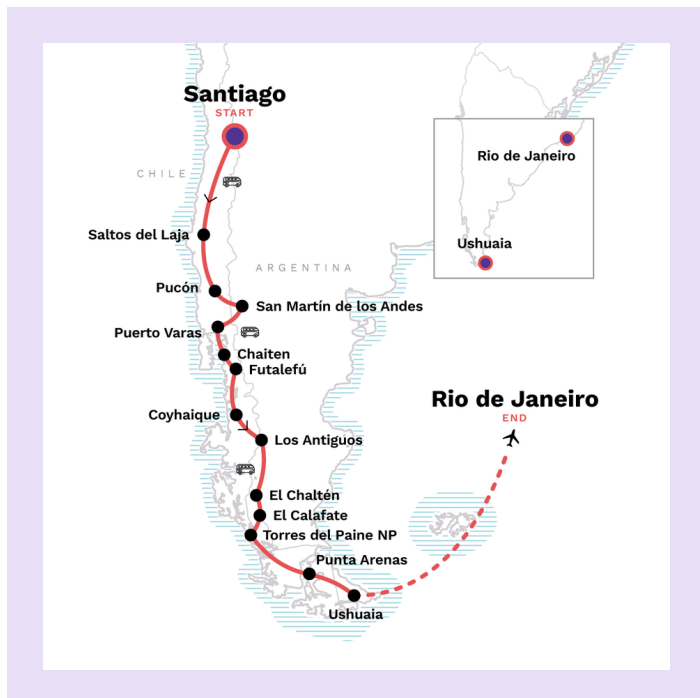 Santiago
START
CHILE
Saltos del Laja
ARGENTINA
Pucón
San Martín de los Andes
Puerto Varas
Chaiten
Futalefú
Coyhaique
Los Antiguos
El Chaltén
El Calafate
Torres del Paine NP
Punta Arenas
Ushuaia
Rio de Janeiro
END
Rio de Janeiro
Ushuaia